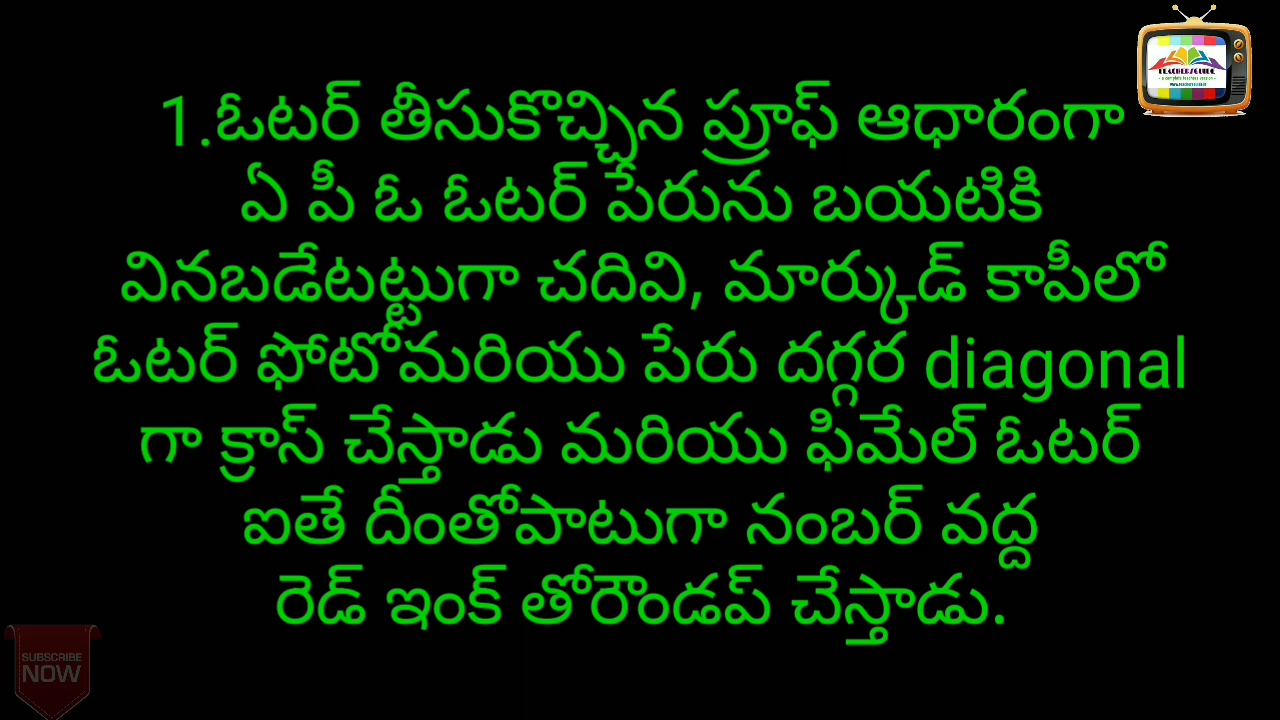 TEACHERSGUIDE
1.ఓటర్ తీసుకొచ్చిన ప్రూఫ్ ఆధారంగా
ఏ పీ ఓ ఓటర్ పేరును బయటికి
వినబడేటట్టుగా చదివి, మార్కుడ్ కాపీలో
ఓటర్ ఫోటోమరియు పేరు దగ్గర diagonal
గా క్రాస్ చేస్తాడు మరియు ఫిమేల్ ఓటర్
ఐతే దీంతోపాటుగా నంబర్ వద్ద
రెడ్ ఇంక్ తోరౌండప్ చేస్తాడు.
SUBSCRIBE
NOW